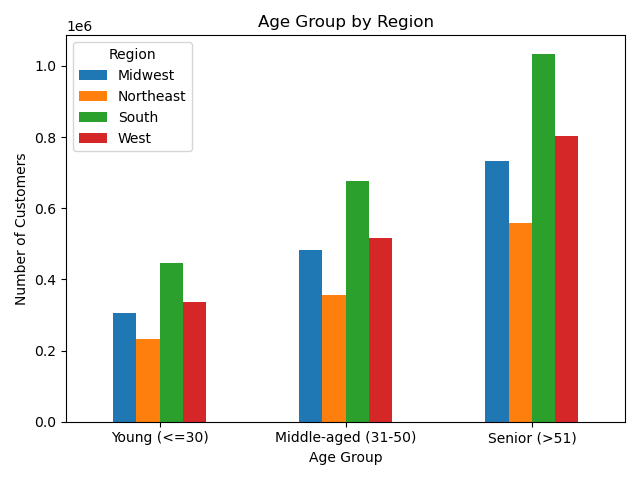 Age Group by Region
1e6
Region
Midwest
Northeast
South
West
Number of Customers
1.0
0.8
0.6
0.4
0.2
0.0
Young (<=30) Middle-aged (31-50) Senior (>51)
Age Group